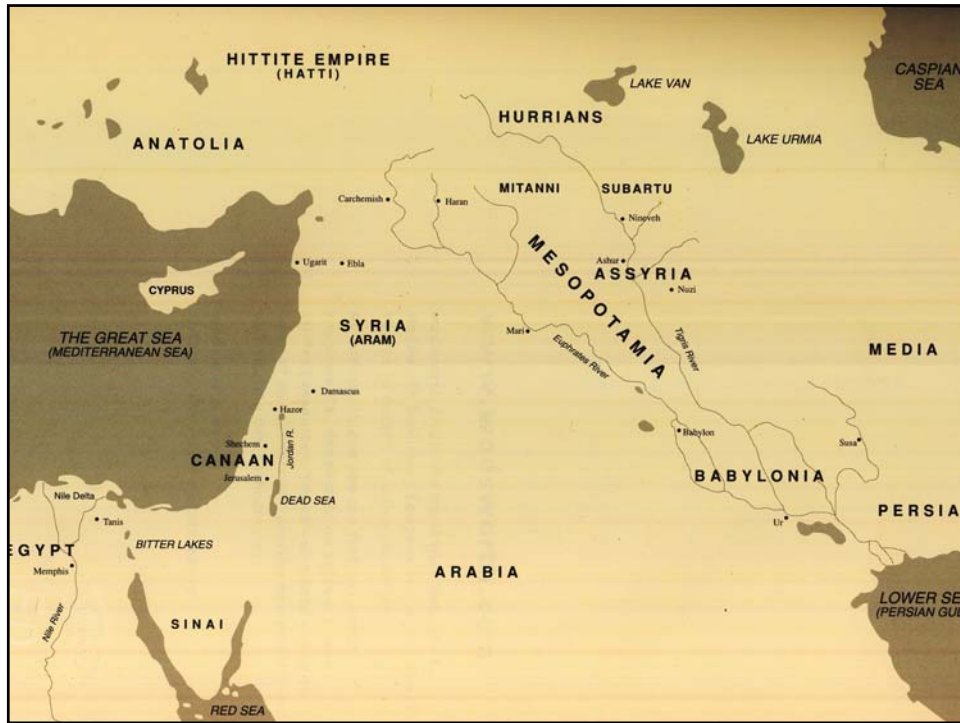 HITTITE EMPIRE
(HATTI)
CASPIAN
SEA
LAKE VAN
HURRIANS
LAKE URMIA
ANATOLIA
MITANNI
SUBARTU
Carchemish
Haran
Nineveh
MESOPOTAMIA
Ashur
ASSYRIA
Ugarit
Ebla
Nuzi
CYPRUS
SYRIA
(ARAM)
THE GREAT SEA
(MEDITERRANEAN SEA)
Mari
Euphrates River
Tigris River
MEDIA
Damascus
Hazor
Jordan R.
Shechem
Babylon
Susa
CANAAN
Jerusalem
BABYLONIA
DEAD SEA
Nile Delta
Tanis
Ur
PERSIA
BITTER LAKES
EGYPT
Memphis
ARABIA
LOWER SE
(PERSIAN GUL
Nile River
SINAI
RED SEA